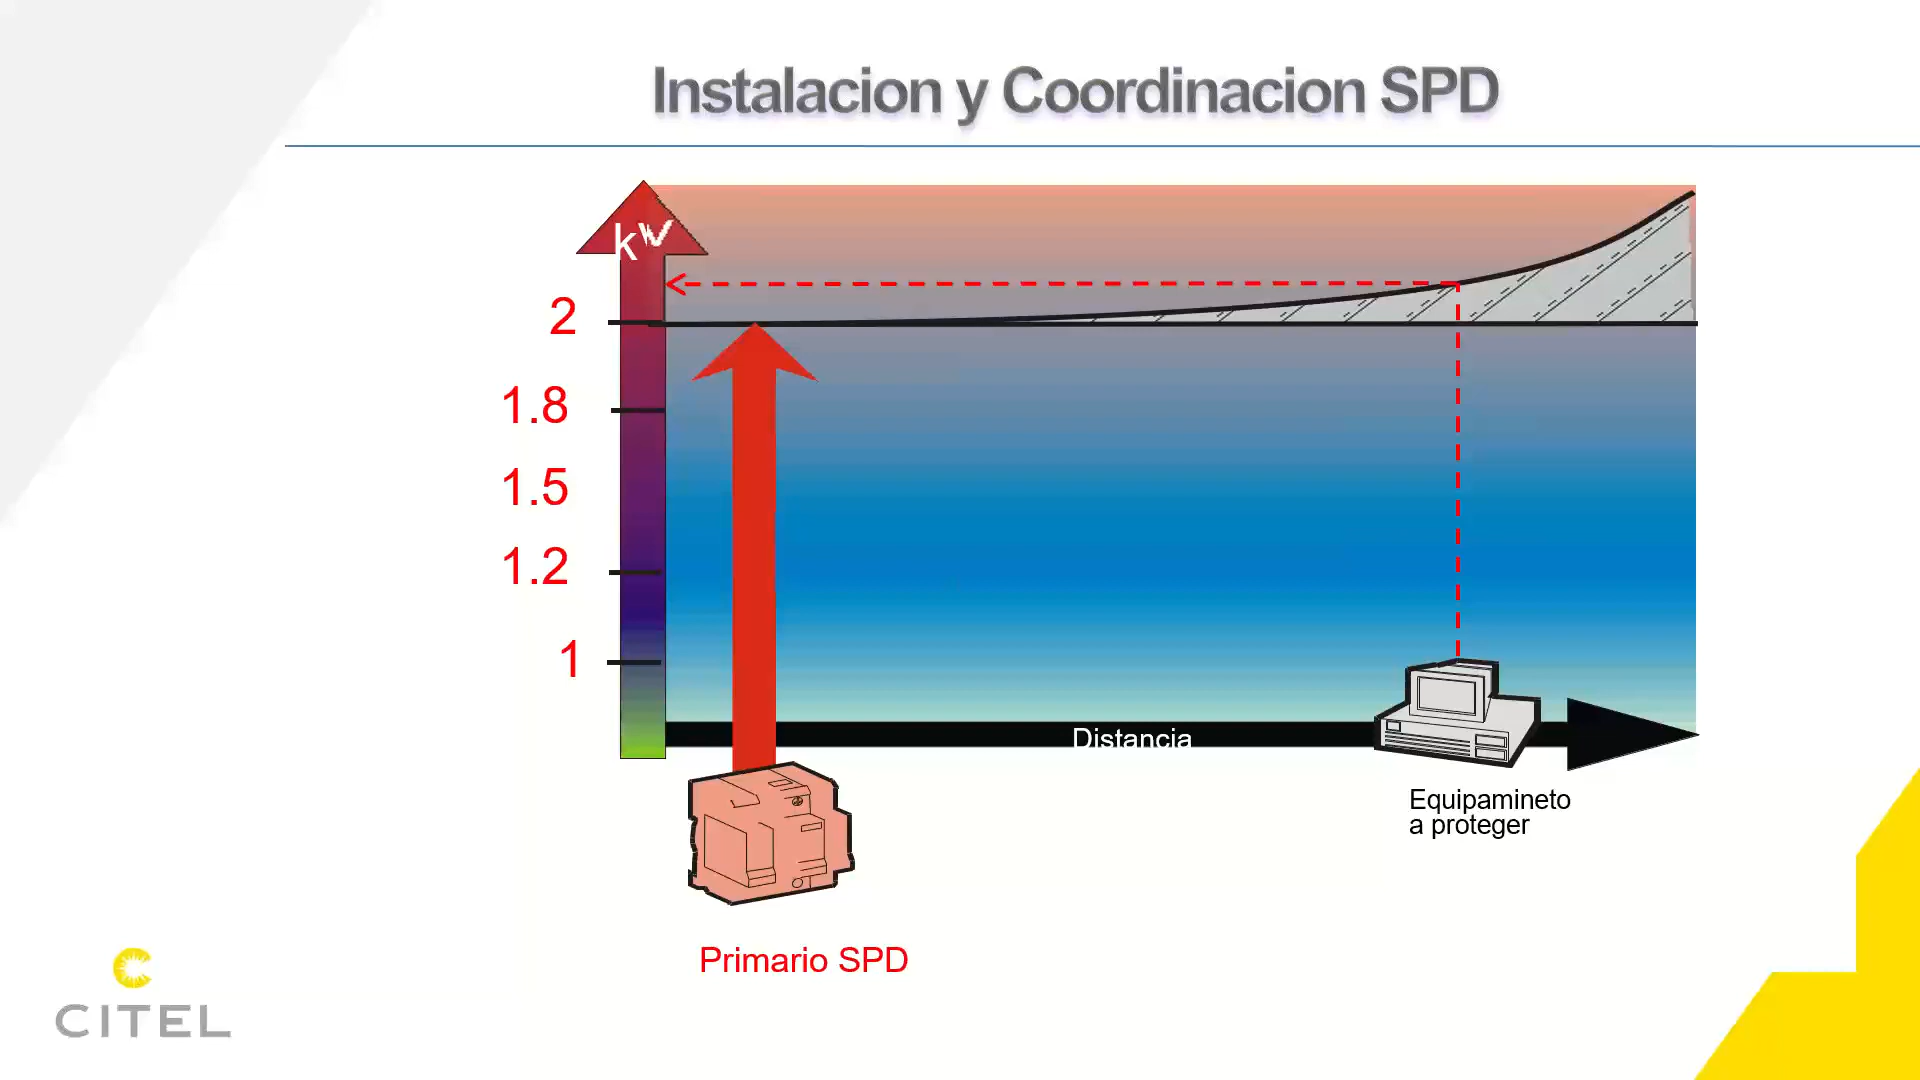 Instalacion y Coordinacion SPD
kV
2
1.8
1.5
1.2
1
Distancia
Equipamineto
a proteger
Primario SPD
CITEL